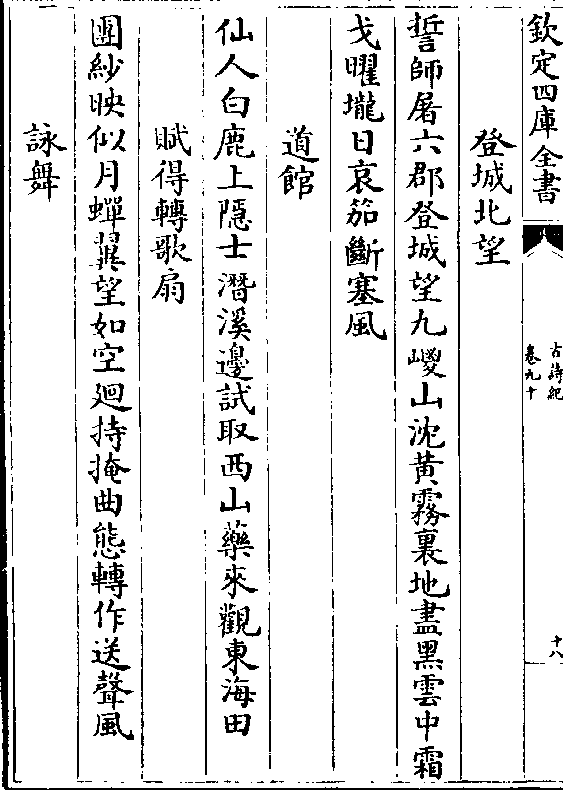 欽定四庫全書
古詩紀
卷九十
十八
登城北望
誓師屠六郡登城望九嵕山沈黄霧裏地盡黑雲中霜
戈曜壠日哀笳斷塞風
道館
仙人白鹿上隱士潛溪邊試取西山藥來觀東海田
賦得轉歌扇
團紗映似月蟬翼望如空廻持掩曲態轉作送聲風
詠舞